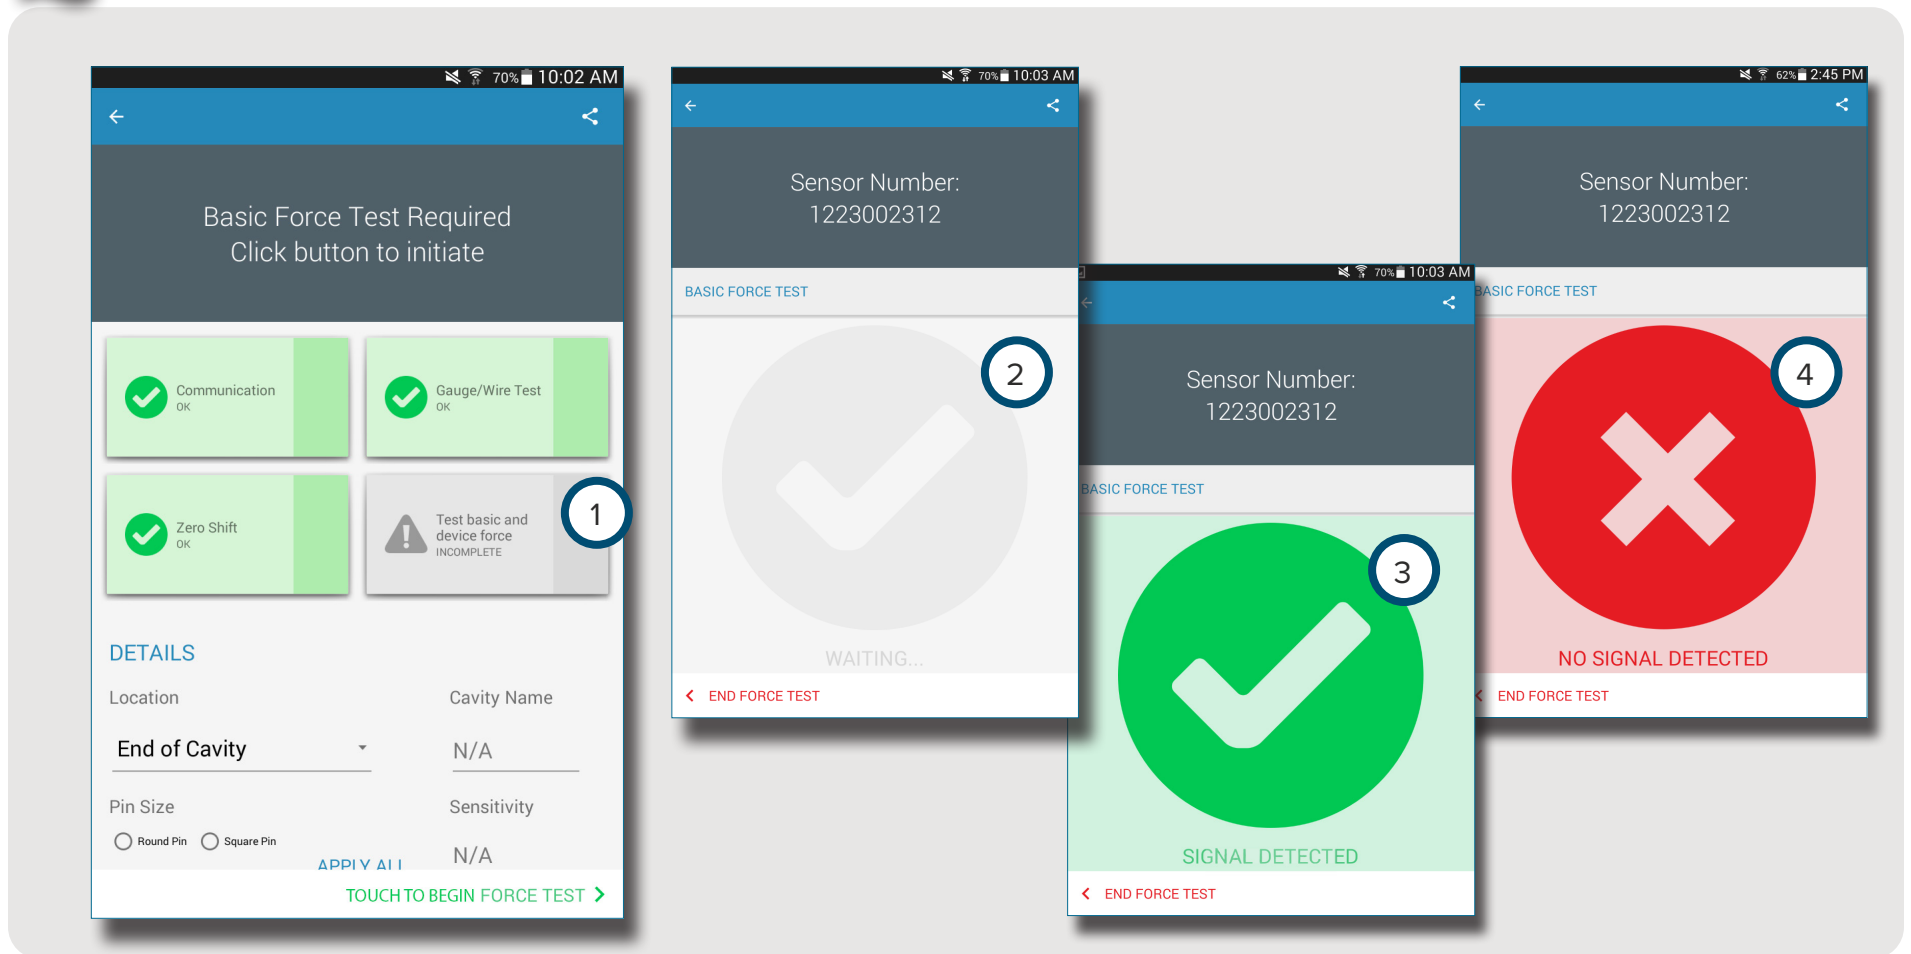 70% 10:02 AM
Basic Force Test Required
Click button to initiate
Communication
OK
Gauge/Wire Test
OK
Zero Shift
OK
Test basic and
device force
INCOMPLETE
1
DETAILS
Location
Cavity Name
End of Cavity
N/A
Pin Size
Sensitivity
Round Pin
Square Pin
APPLY ALL
N/A
TOUCH TO BEGIN FORCE TEST
70% 10:03 AM
Sensor Number:
1223002312
BASIC FORCE TEST
2
WAITING...
END FORCE TEST
70% 10:03 AM
Sensor Number:
1223002312
BASIC FORCE TEST
3
SIGNAL DETECTED
END FORCE TEST
62% 2:45 PM
Sensor Number:
1223002312
BASIC FORCE TEST
4
NO SIGNAL DETECTED
END FORCE TEST